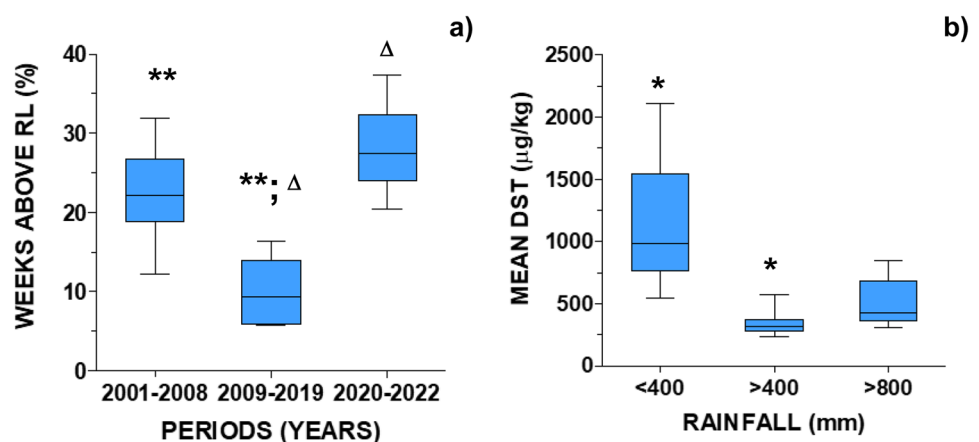 a)
WEEKS ABOVE RL (%)
40
30
20
10
0
**
**; Δ
Δ
2001-2008 2009-2019 2020-2022
PERIODS (YEARS)
b)
MEAN DST (µg/kg)
2500
2000
1500
1000
500
0
*
*
<400 >400 >800
RAINFALL (mm)